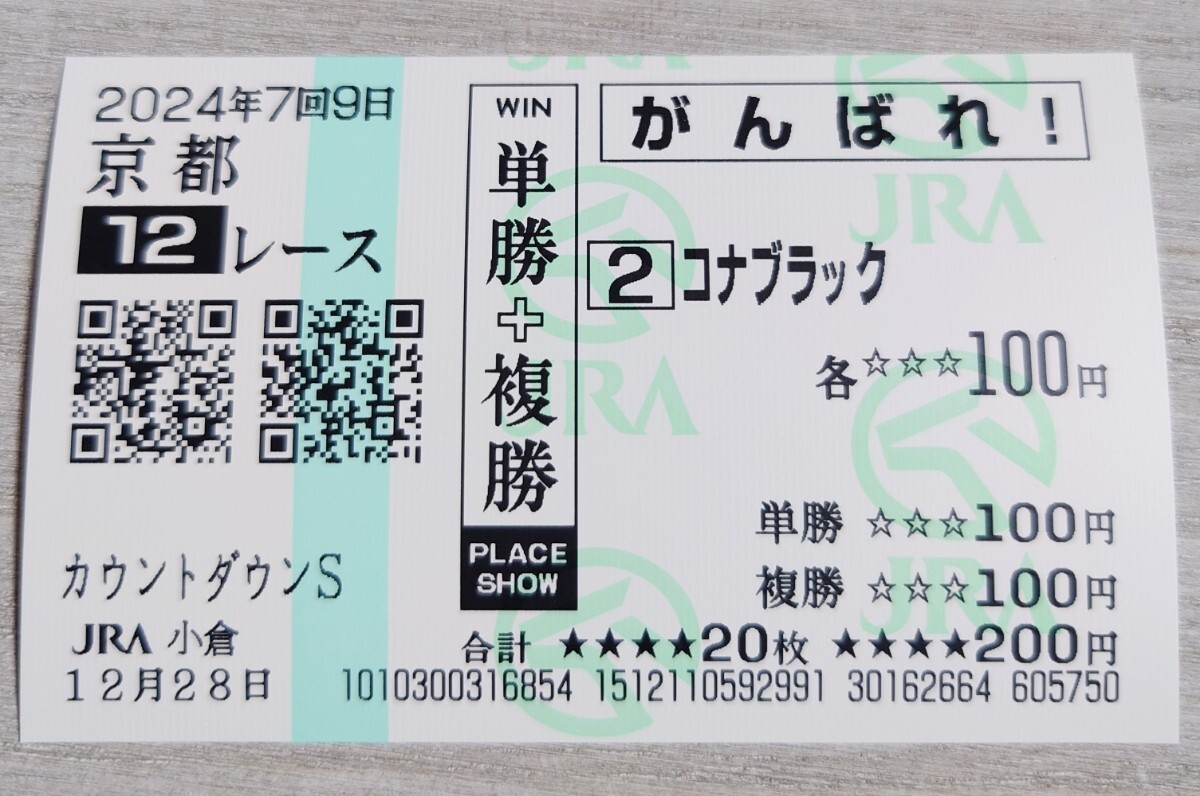 2024年7回9日
京都
12レース
カウントダウンS
JRA 小倉
12月28日
WIN
単勝+複勝
PLACE
SHOW
がんばれ!
2コナブラック
各☆☆☆100円
単勝 ☆☆☆100円
複勝 ☆☆☆100円
合計 ★★★★20枚 ★★★★200円
1010300316854 1512110592991 30162664 605750
JRA
JRA
JRA
JRA